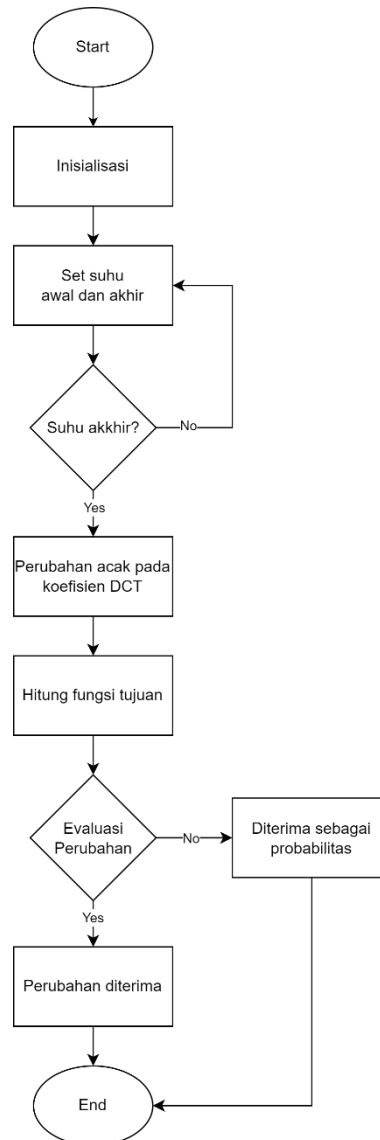 Start
Inisialisasi
Set suhu
awal dan akhir
Suhu akkhir?
No
Yes
Perubahan acak pada
koefisien DCT
Hitung fungsi tujuan
Evaluasi
Perubahan
No
Diterima sebagai
probabilitas
Yes
Perubahan diterima
End